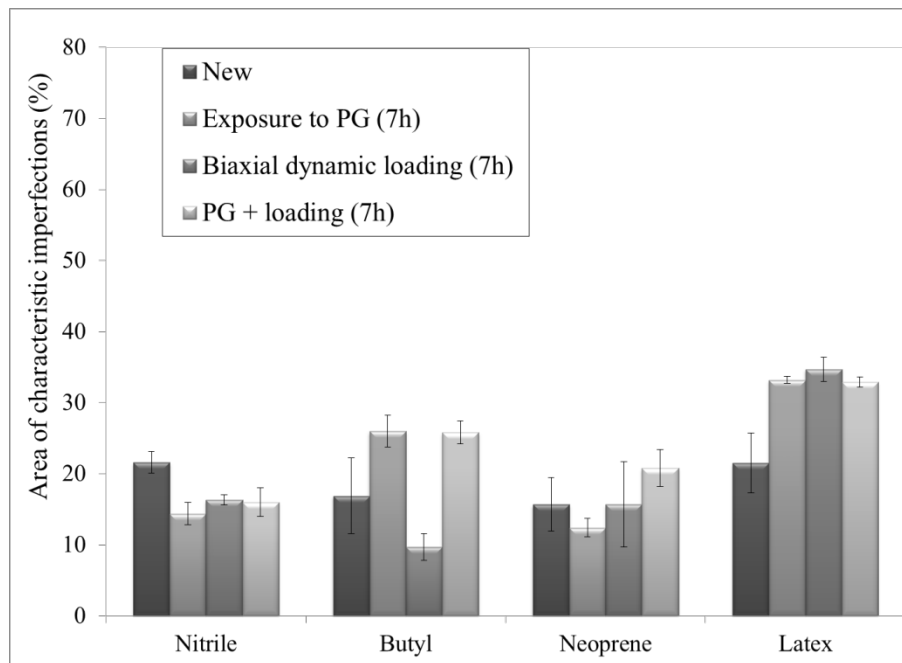 Area of characteristic imperfections (%)
80
70
60
50
40
30
20
10
0
New
Exposure to PG (7h)
Biaxial dynamic loading (7h)
PG + loading (7h)
Nitrile Butyl Neoprene Latex